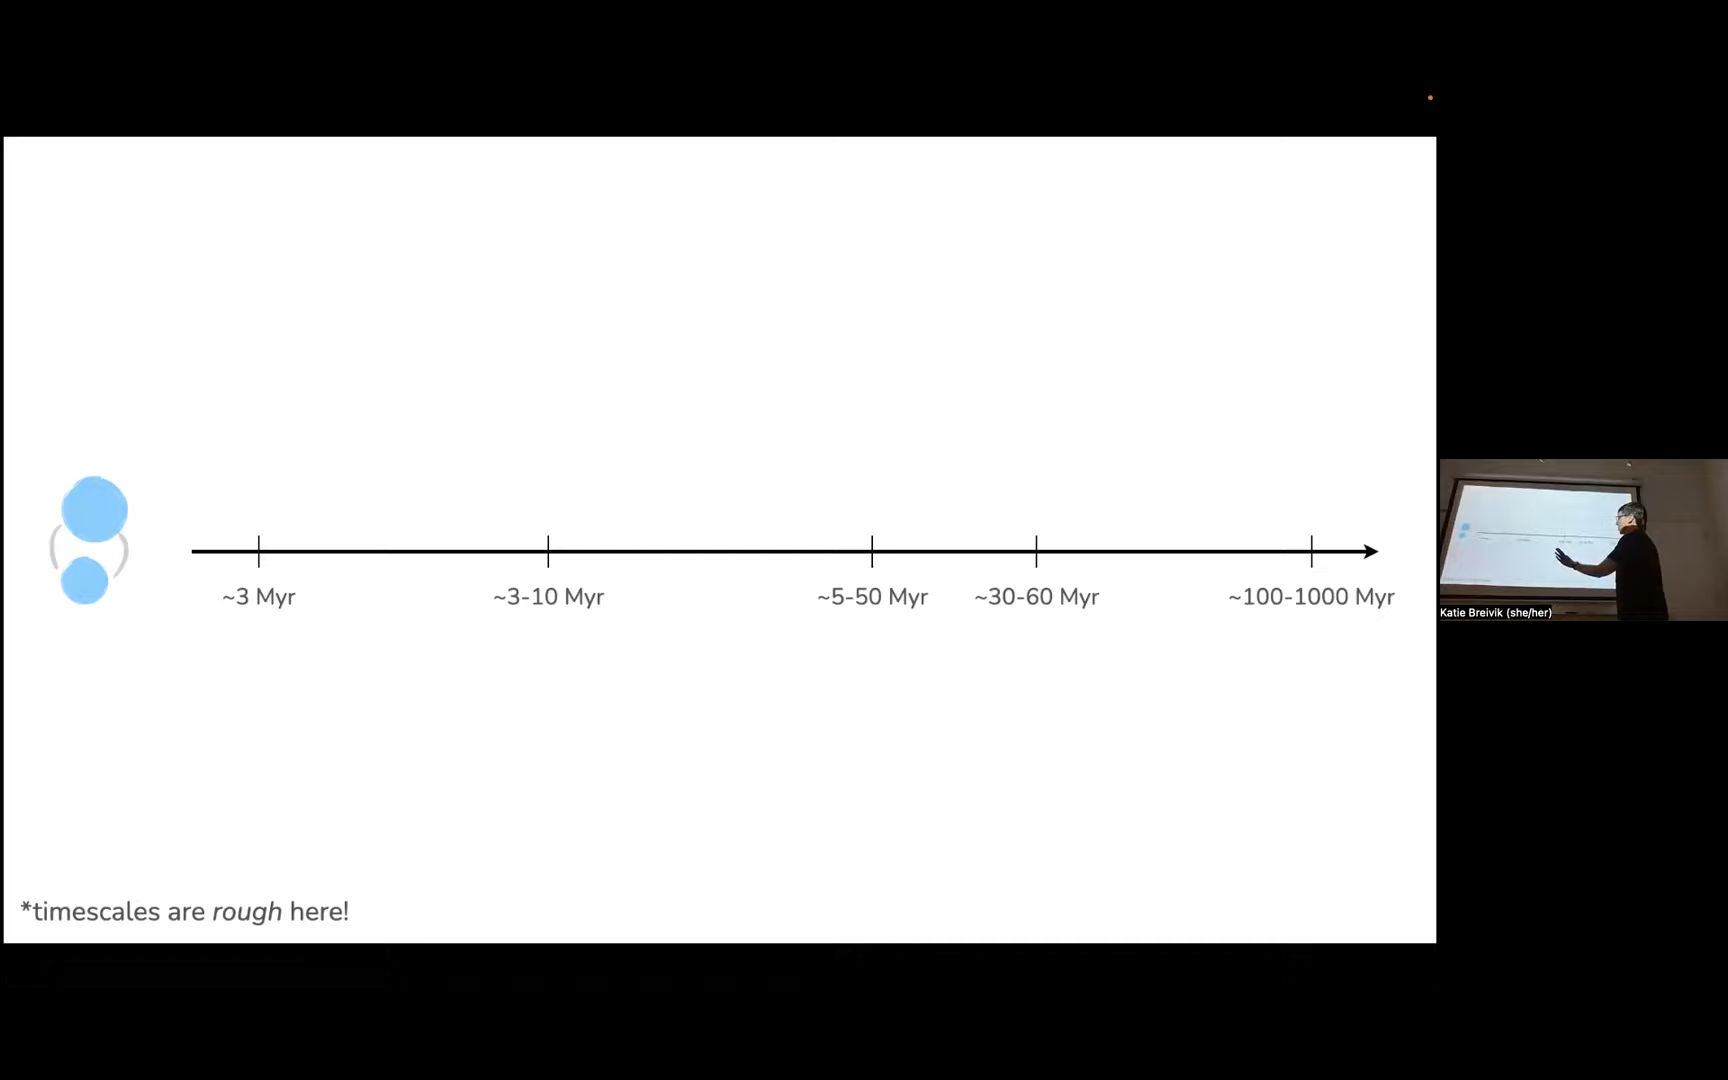 ~3 Myr
~3-10 Myr
~5-50 Myr
~30-60 Myr
~100-1000 Myr
*timescales are rough here!
Katie Breivik (she/her)